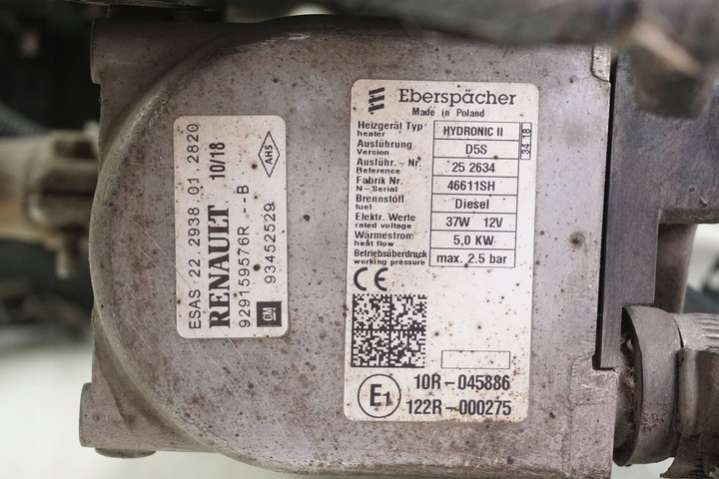 ESAS 22.2938 01.2820
RENAULT 10/18
929159576R --B
93452529
AHS
GM
Eberspächer
Made in Poland
Heizgerät Typ HYDRONIC II
heater
Ausführung D5S
Version
Ausführ.- Nr. 25 2634
Reference
Fabrik Nr. 46611SH
N-Serial
Brennstoff Diesel
fuel
Elektr. Werte 37W 12V
rated voltage
Wärmestrom 5,0 KW
heat flow
Betriebsüberdruck max. 2.5 bar
working pressure
34 18
CE
E1
10R-045886
122R-000275